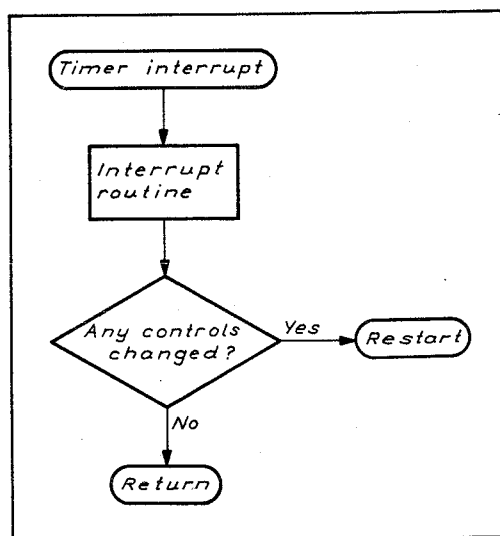 Timer interrupt
Interrupt
routine
Any controls
changed?
Yes
Restart
No
Return